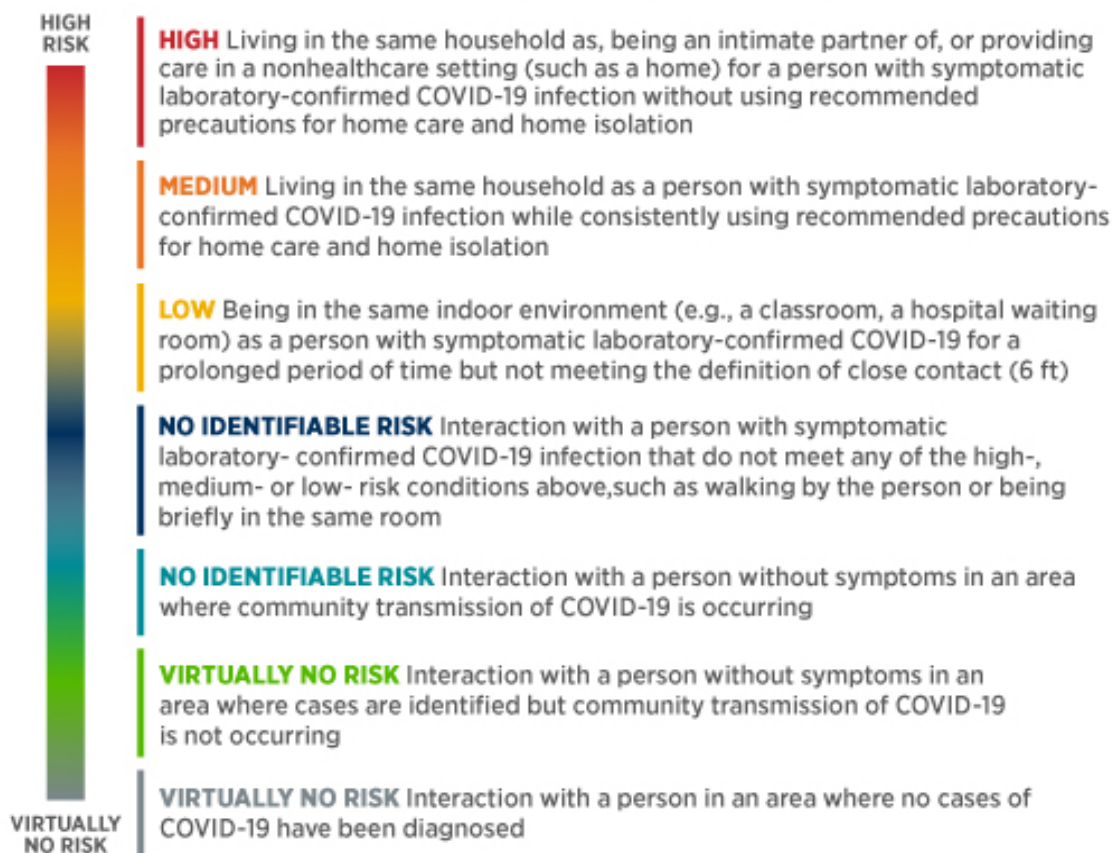 HIGH
RISK
HIGH Living in the same household as, being an intimate partner of, or providing
care in a nonhealthcare setting (such as a home) for a person with symptomatic
laboratory-confirmed COVID-19 infection without using recommended
precautions for home care and home isolation
MEDIUM Living in the same household as a person with symptomatic laboratory-
confirmed COVID-19 infection while consistently using recommended precautions
for home care and home isolation
LOW Being in the same indoor environment (e.g., a classroom, a hospital waiting
room) as a person with symptomatic laboratory-confirmed COVID-19 for a
prolonged period of time but not meeting the definition of close contact (6 ft)
NO IDENTIFIABLE RISK Interaction with a person with symptomatic
laboratory- confirmed COVID-19 infection that do not meet any of the high-,
medium- or low- risk conditions above,such as walking by the person or being
briefly in the same room
NO IDENTIFIABLE RISK Interaction with a person without symptoms in an area
where community transmission of COVID-19 is occurring
VIRTUALLY NO RISK Interaction with a person without symptoms in an
area where cases are identified but community transmission of COVID-19
is not occurring
VIRTUALLY NO RISK Interaction with a person in an area where no cases of
COVID-19 have been diagnosed
VIRTUALLY
NO RISK